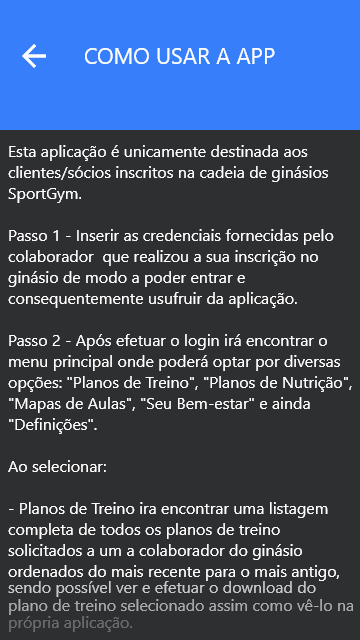 COMO USAR A APP
Esta aplicação é unicamente destinada aos
clientes/sócios inscritos na cadeia de ginásios
SportGym.
Passo 1 - Inserir as credenciais fornecidas pelo
colaborador  que realizou a sua inscrição no
ginásio de modo a poder entrar e
consequentemente usufruir da aplicação.
Passo 2 - Após efetuar o login irá encontrar o
menu principal onde poderá optar por diversas
opções: "Planos de Treino", "Planos de Nutrição",
"Mapas de Aulas", "Seu Bem-estar" e ainda
"Definições".
Ao selecionar:
- Planos de Treino ira encontrar uma listagem
completa de todos os planos de treino
solicitados a um a colaborador do ginásio
ordenados do mais recente para o mais antigo,
sendo possível ver e efetuar o download do
plano de treino selecionado assim como vê-lo na
própria aplicação.